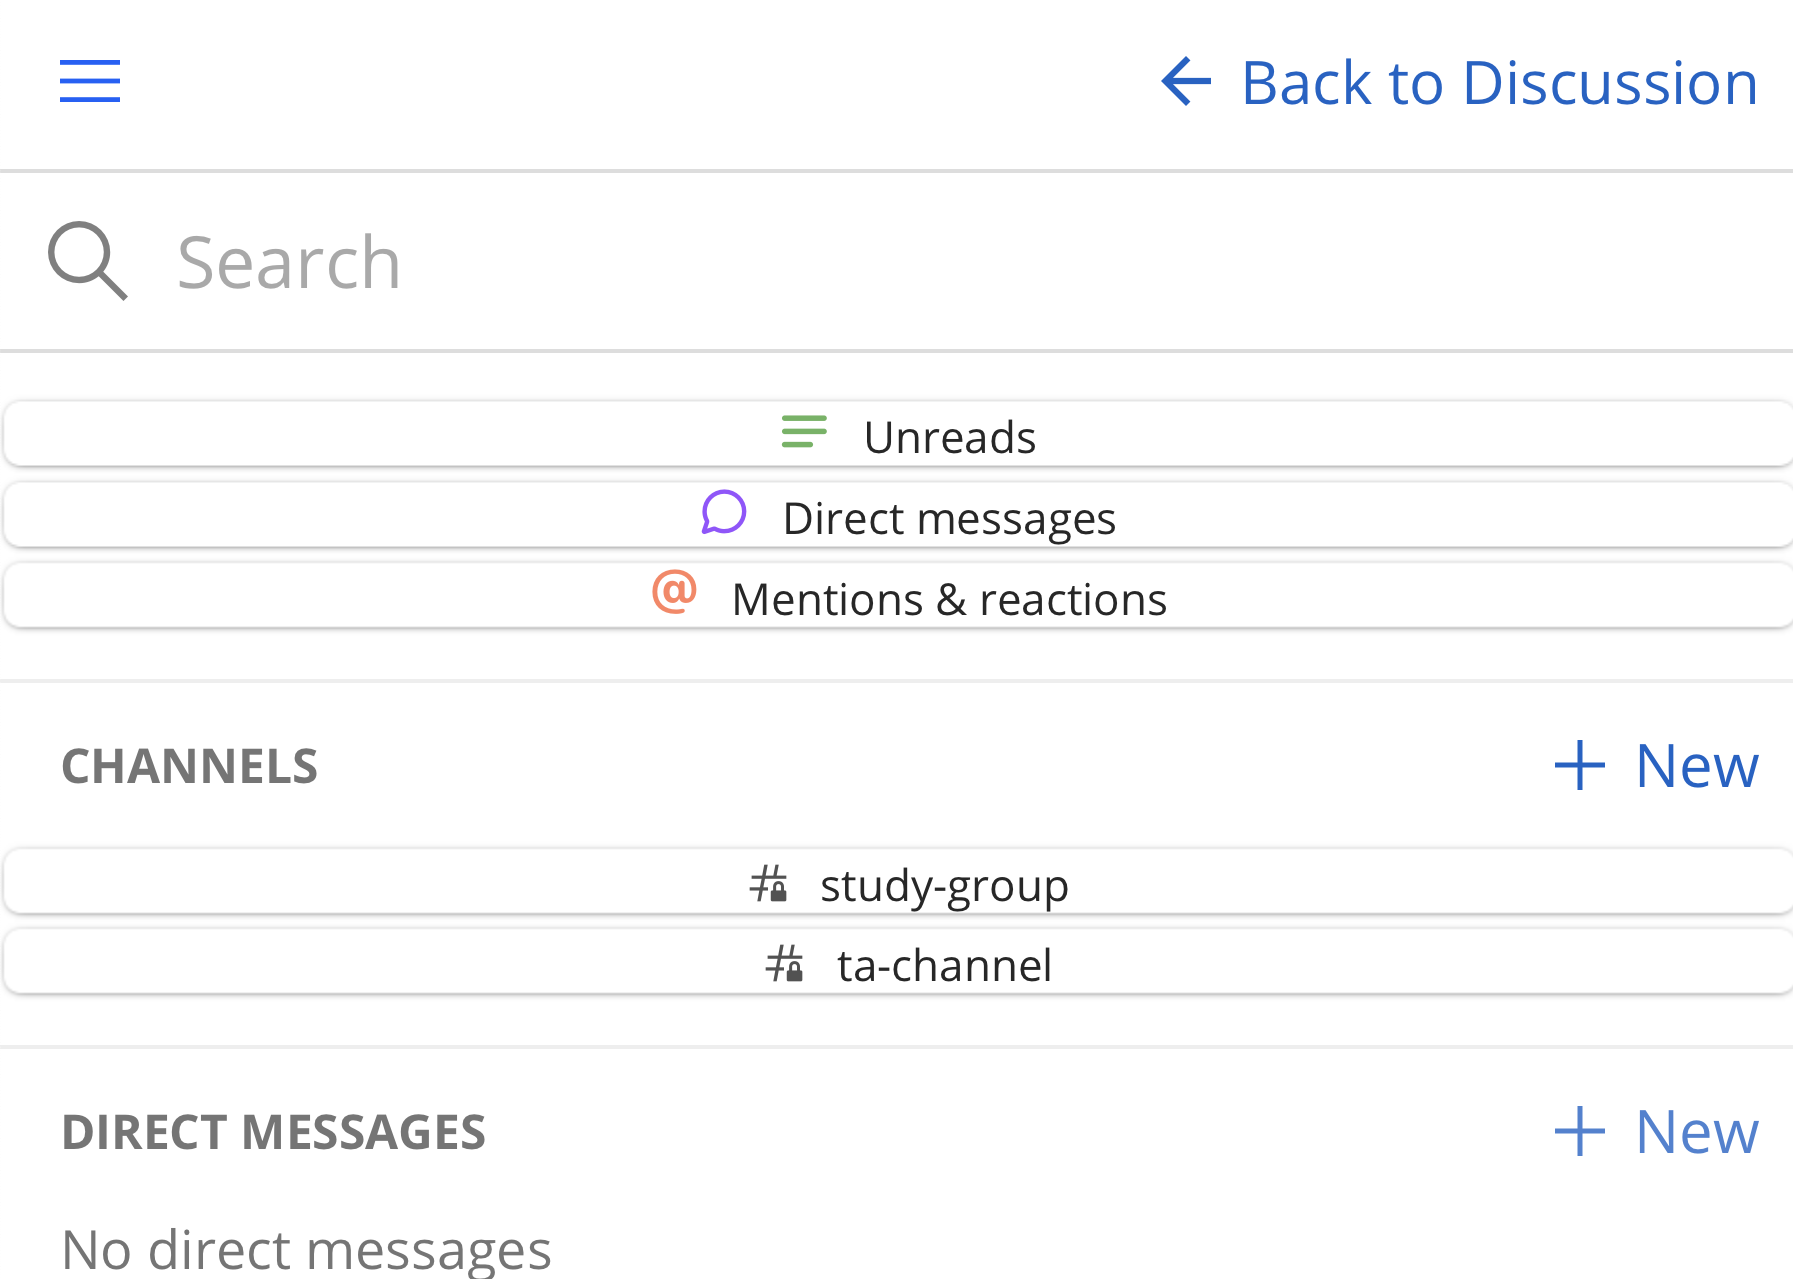 Back to Discussion
Search
Unreads
Direct messages
@ Mentions & reactions
CHANNELS
+ New
# study-group
# ta-channel
DIRECT MESSAGES
+ New
No direct messages